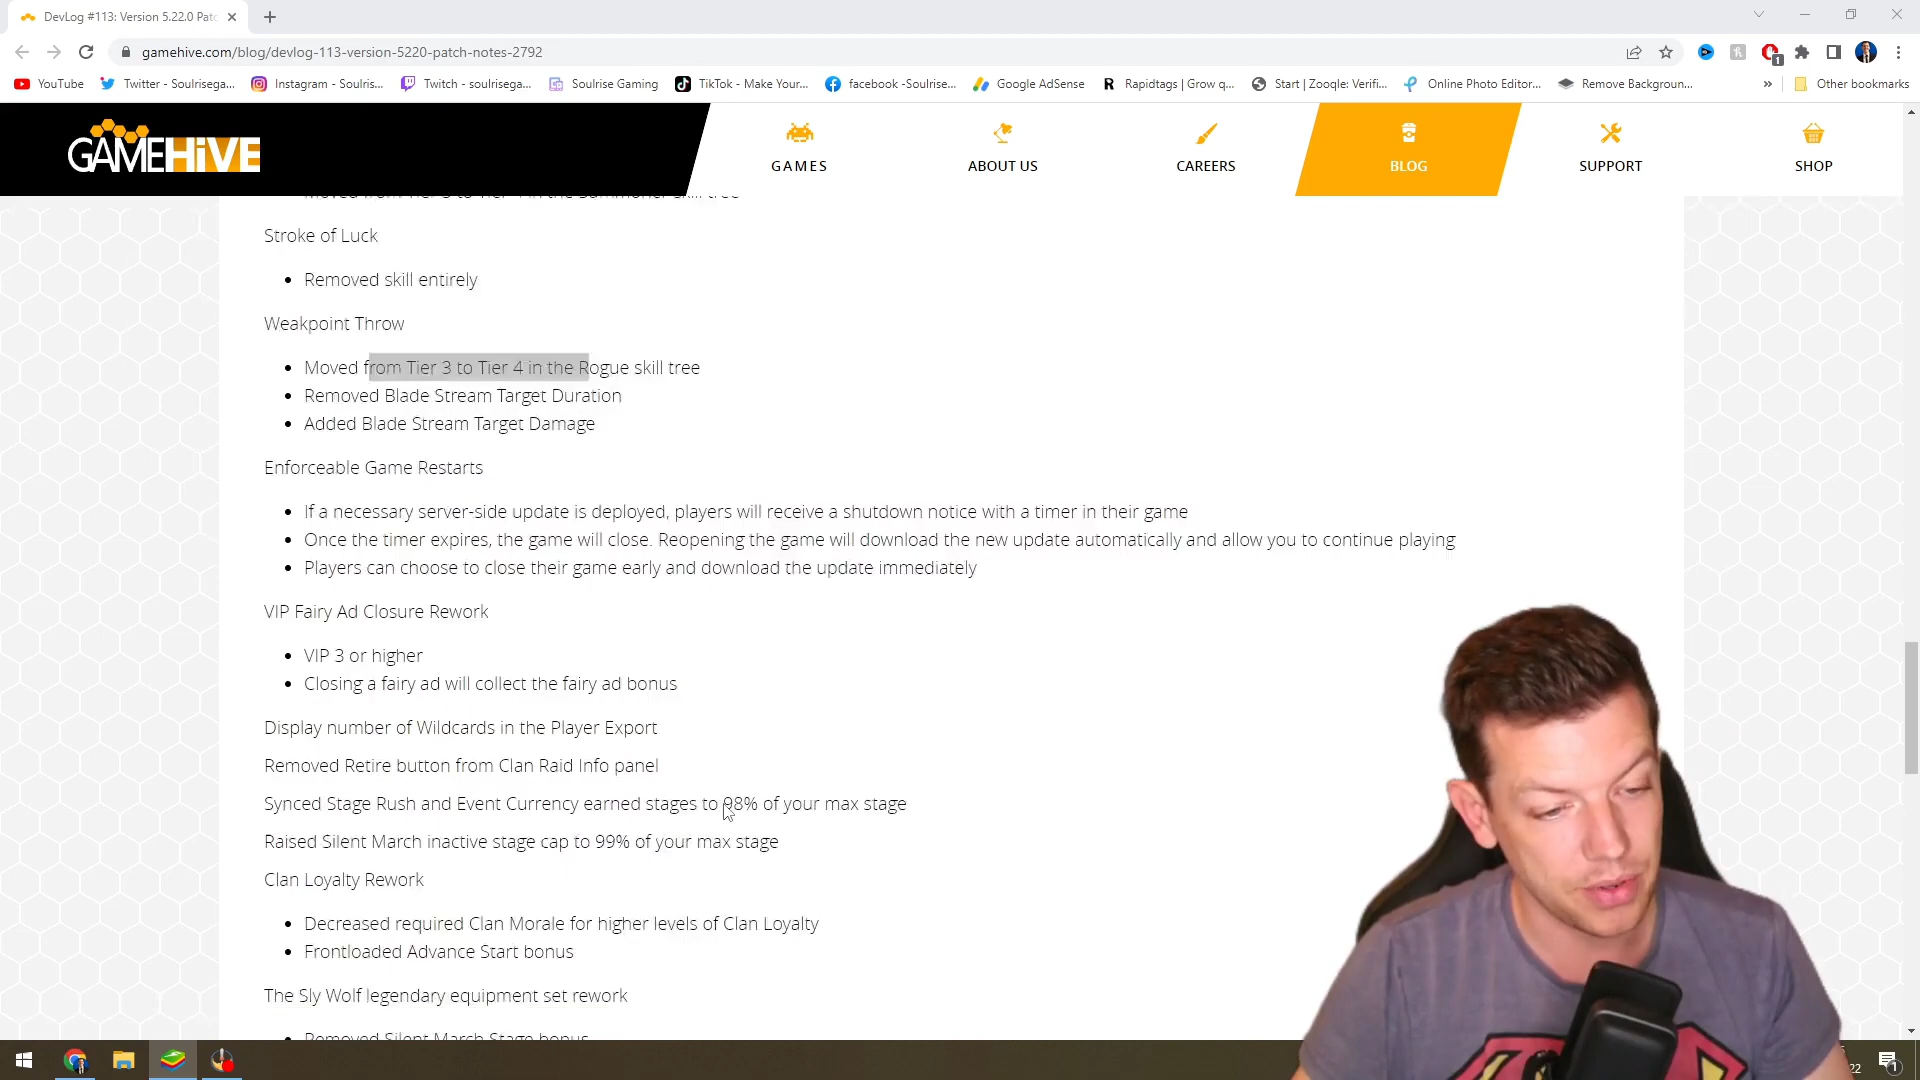 DevLog #113: Version 5.22.0 Patc
gamehive.com/blog/devlog-113-version-5220-patch-notes-2792
1
YouTube
Twitter - Soulrisega...
Instagram - Soulris...
Twitch - soulrisega...
Soulrise Gaming
TikTok - Make Your...
facebook -Soulrise...
Google AdSense
Rapidtags | Grow q...
Start | Zoogle: Verifi...
Online Photo Editor...
Remove Backgroun...
»
Other bookmarks
GAMEHIVE
GAMES
ABOUT US
CAREERS
BLOG
SUPPORT
SHOP
Stroke of Luck
Removed skill entirely
Weakpoint Throw
Moved from Tier 3 to Tier 4 in the Rogue skill tree
Removed Blade Stream Target Duration
Added Blade Stream Target Damage
Enforceable Game Restarts
If a necessary server-side update is deployed, players will receive a shutdown notice with a timer in their game
Once the timer expires, the game will close. Reopening the game will download the new update automatically and allow you to continue playing
Players can choose to close their game early and download the update immediately
VIP Fairy Ad Closure Rework
VIP 3 or higher
Closing a fairy ad will collect the fairy ad bonus
Display number of Wildcards in the Player Export
Removed Retire button from Clan Raid Info panel
Synced Stage Rush and Event Currency earned stages to 98% of your max stage
Raised Silent March inactive stage cap to 99% of your max stage
Clan Loyalty Rework
Decreased required Clan Morale for higher levels of Clan Loyalty
Frontloaded Advance Start bonus
The Sly Wolf legendary equipment set rework
Removed Silent March Stage bonus
22
1